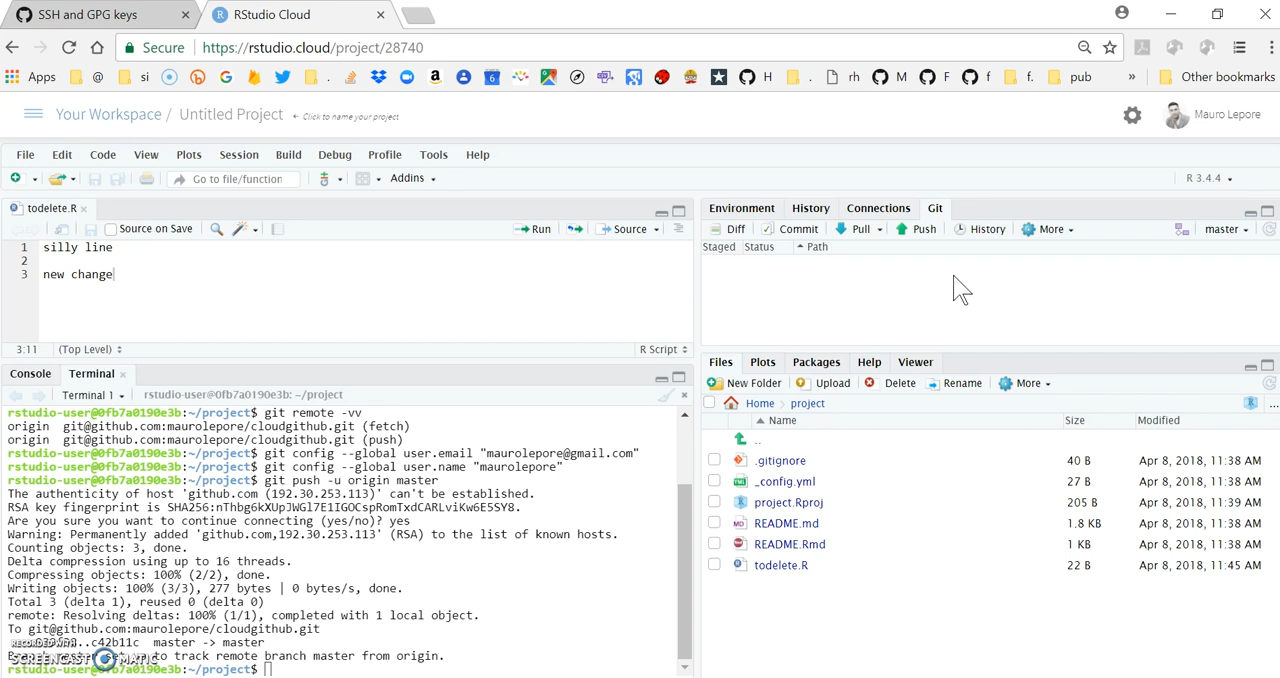 SSH and GPG keys
RStudio Cloud
Secure https://rstudio.cloud/project/28740
Apps @ si . rh M F f f. pub » Other bookmarks
Your Workspace / Untitled Project ← Click to name your project Mauro Lepore
File Edit Code View Plots Session Build Debug Profile Tools Help
Go to file/function Addins R 3.4.4
todelete.R
Source on Save Run Source
1 silly line
2
3 new change
3:11 (Top Level) R Script
Console Terminal
Terminal 1 rstudio-user@0fb7a0190e3b: ~/project
rstudio-user@0fb7a0190e3b:~/project$ git remote -vv
origin git@github.com:maurolepore/cloudgithub.git (fetch)
origin git@github.com:maurolepore/cloudgithub.git (push)
rstudio-user@0fb7a0190e3b:~/project$ git config --global user.email "maurolepore@gmail.com"
rstudio-user@0fb7a0190e3b:~/project$ git config --global user.name "maurolepore"
rstudio-user@0fb7a0190e3b:~/project$ git push -u origin master
The authenticity of host 'github.com (192.30.253.113)' can't be established.
RSA key fingerprint is SHA256:nThbg6kXUpJWGl7E1IGOCspRomTxdCARLviKw6E5SY8.
Are you sure you want to continue connecting (yes/no)? yes
Warning: Permanently added 'github.com,192.30.253.113' (RSA) to the list of known hosts.
Counting objects: 3, done.
Delta compression using up to 16 threads.
Compressing objects: 100% (2/2), done.
Writing objects: 100% (3/3), 277 bytes | 0 bytes/s, done.
Total 3 (delta 1), reused 0 (delta 0)
remote: Resolving deltas: 100% (1/1), completed with 1 local object.
To git@github.com:maurolepore/cloudgithub.git
c42b11c master -> master
to track remote branch master from origin.
rstudio-user@0fb7a0190e3b:~/project$
RECORDED WITH
SCREENCAST MATIC
Environment History Connections Git
Diff Commit Pull Push History More master
Staged Status Path
Files Plots Packages Help Viewer
New Folder Upload Delete Rename More
Home project ...
Name Size Modified
..
.gitignore 40 B Apr 8, 2018, 11:38 AM
_config.yml 27 B Apr 8, 2018, 11:38 AM
project.Rproj 205 B Apr 8, 2018, 11:39 AM
README.md 1.8 KB Apr 8, 2018, 11:38 AM
README.Rmd 1 KB Apr 8, 2018, 11:38 AM
todelete.R 22 B Apr 8, 2018, 11:45 AM